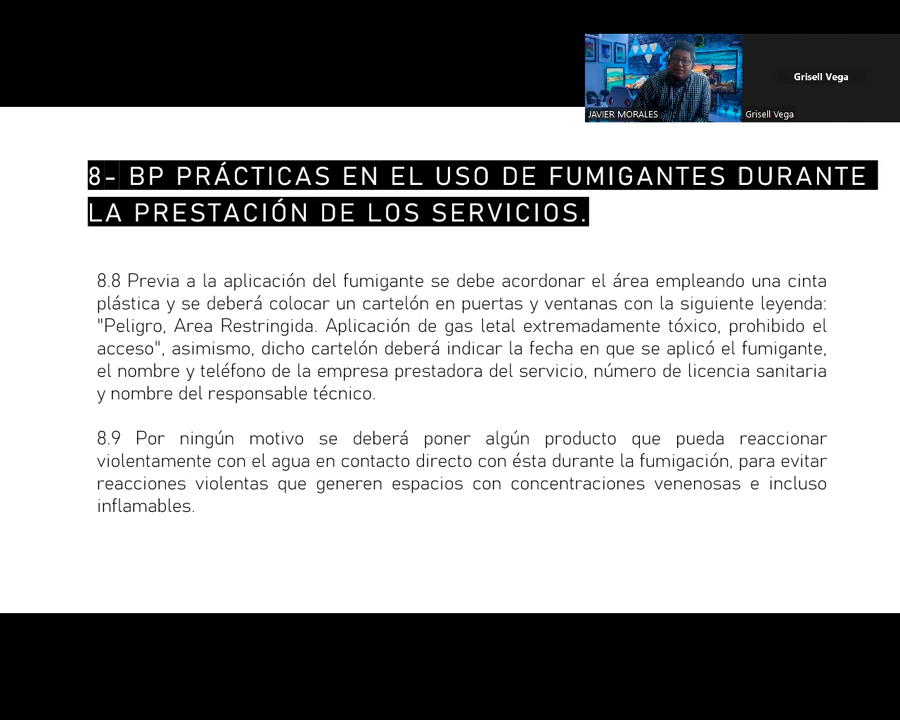 Grisell Vega
JAVIER MORALES
Grisell Vega
8- BP PRÁCTICAS EN EL USO DE FUMIGANTES DURANTE
LA PRESTACIÓN DE LOS SERVICIOS.
8.8 Previa a la aplicación del fumigante se debe acordonar el área empleando una cinta
plástica y se deberá colocar un cartelón en puertas y ventanas con la siguiente leyenda:
"Peligro, Area Restringida. Aplicación de gas letal extremadamente tóxico, prohibido el
acceso", asimismo, dicho cartelón deberá indicar la fecha en que se aplicó el fumigante,
el nombre y teléfono de la empresa prestadora del servicio, número de licencia sanitaria
y nombre del responsable técnico.
8.9 Por ningún motivo se deberá poner algún producto que pueda reaccionar
violentamente con el agua en contacto directo con ésta durante la fumigación, para evitar
reacciones violentas que generen espacios con concentraciones venenosas e incluso
inflamables.